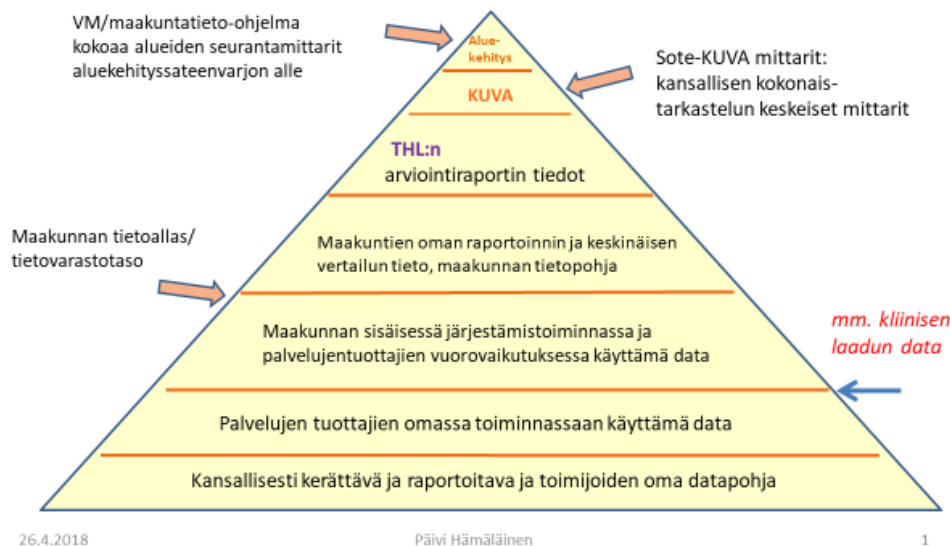 VM/maakuntatieto-ohjelma
kokoaa alueiden seurantamittarit
aluekehityssateenvarjon alle
Alue-
kehitys
Sote-KUVA mittarit:
kansallisen kokonais-
tarkastelun keskeiset mittarit
KUVA
THL:n
arviointiraportin tiedot
Maakunnan tietoallas/
tietovarastotaso
Maakuntien oman raportoinnin ja keskinäisen
vertailun tieto, maakunnan tietopohja
mm. kliinisen
laadun data
Maakunnan sisäisessä järjestämistoiminnassa ja
palvelujentuottajien vuorovaikutuksessa käyttämä data
Palvelujen tuottajien omassa toiminnassaan käyttämä data
Kansallisesti kerättävä ja raportoitava ja toimijoiden oma datapohja
26.4.2018
Päivi Hämäläinen
1